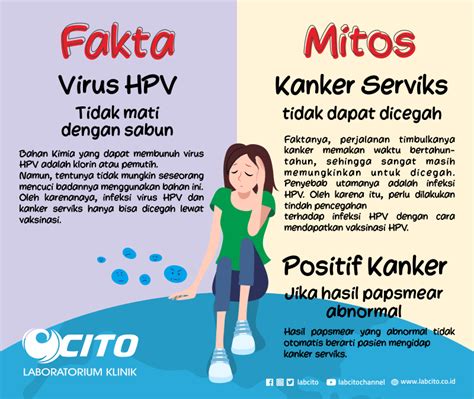 Fakta
Virus HPV
Tidak mati
dengan sabun
Bahan Kimia yang dapat membunuh virus
HPV adalah klorin atau pemutih.
Namun, tentunya tidak mungkin seseorang
mencuci badannya menggunakan bahan ini.
Oleh karenanya, infeksi virus HPV dan
kanker serviks hanya bisa dicegah lewat
vaksinasi.
Mitos
Kanker Serviks
tidak dapat dicegah
Faktanya, perjalanan timbulkanya
kanker memakan waktu bertahun-
tahun, sehingga sangat masih
memungkinkan untuk dicegah.
Penyebab utamanya adalah infeksi
HPV. Oleh karena itu, perlu dilakukan
tindah pencegahan
terhadap infeksi HPV dengan cara
mendapatkan vaksinasi HPV.
Positif Kanker
Jika hasil papsmear
abnormal
Hasil papsmear yang abnormal tidak
otomatis berarti pasien mengidap
kanker serviks.
CITO
LABORATORIUM KLINIK
labcito
labcitochannel
www.labcito.co.id